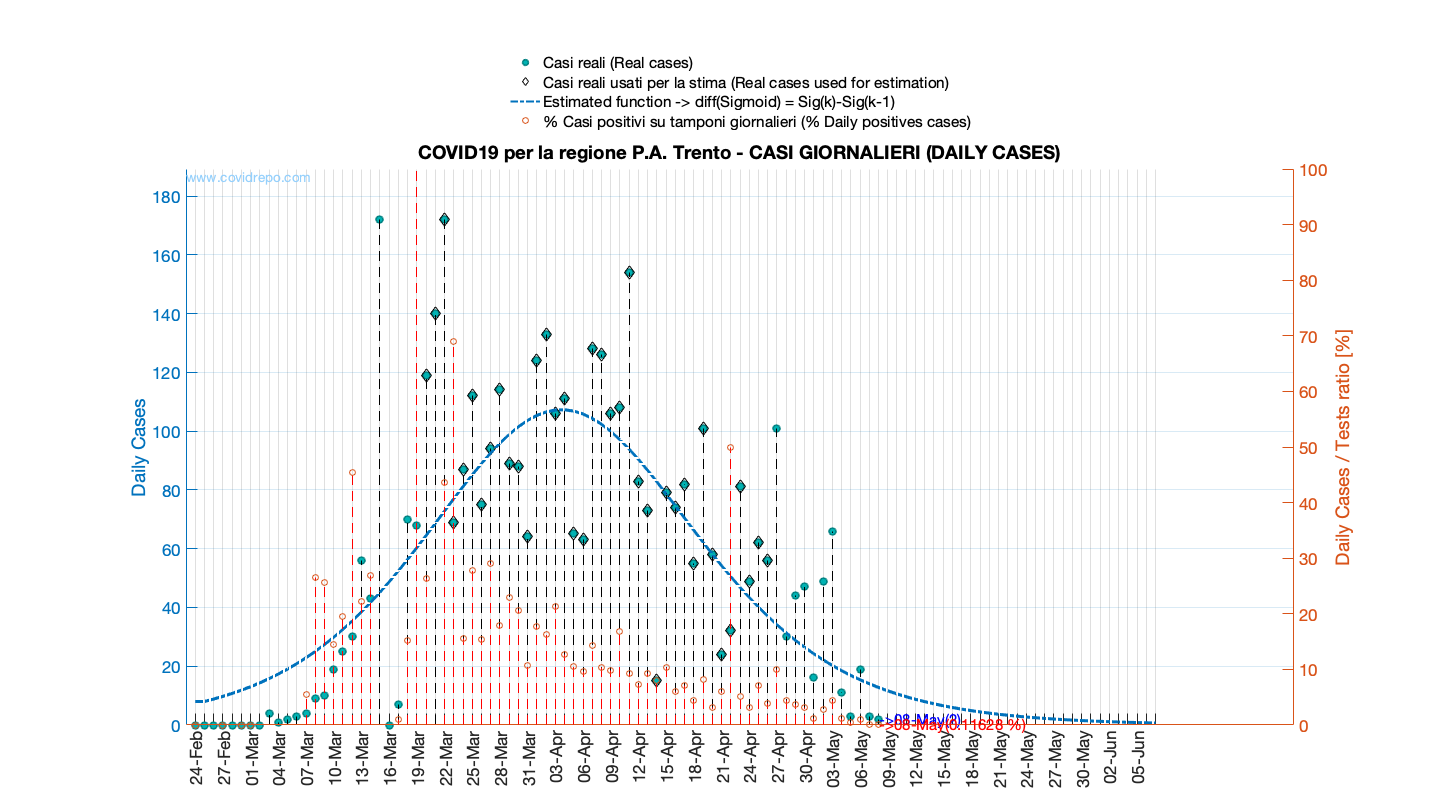 Casi reali (Real cases)
Casi reali usati per la stima (Real cases used for estimation)
Estimated function -> diff(Sigmoid) = Sig(k)-Sig(k-1)
% Casi positivi su tamponi giornalieri (% Daily positives cases)
COVID19 per la regione P.A. Trento - CASI GIORNALIERI (DAILY CASES)
www.covidrepo.com
Daily Cases
180
160
140
120
100
80
60
40
20
0
100
90
80
70
60
50
40
30
20
10
0
Daily Cases / Tests ratio [%]
->08-May(2)
->08-May(0.11628 %)
24-Feb
27-Feb
01-Mar
04-Mar
07-Mar
10-Mar
13-Mar
16-Mar
19-Mar
22-Mar
25-Mar
28-Mar
31-Mar
03-Apr
06-Apr
09-Apr
12-Apr
15-Apr
18-Apr
21-Apr
24-Apr
27-Apr
30-Apr
03-May
06-May
09-May
12-May
15-May
18-May
21-May
24-May
27-May
30-May
02-Jun
05-Jun